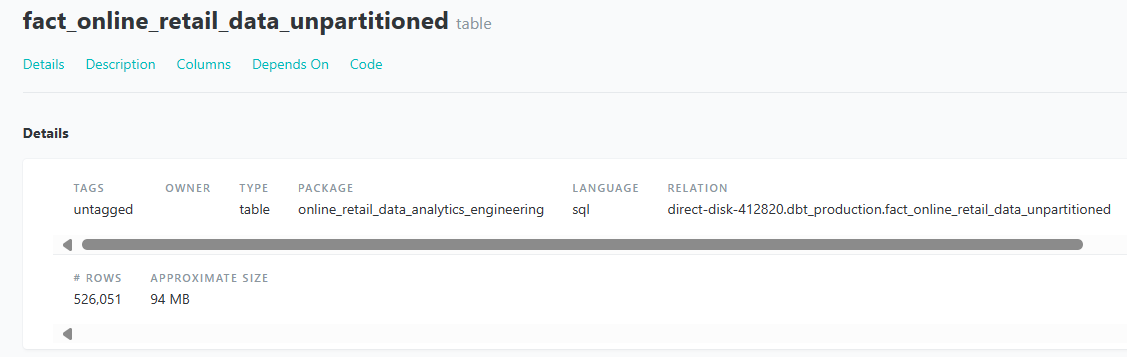 fact_online_retail_data_unpartitioned table
Details Description Columns Depends On Code
Details
TAGS OWNER TYPE PACKAGE LANGUAGE RELATION
untagged table online_retail_data_analytics_engineering sql direct-disk-412820.dbt_production.fact_online_retail_data_unpartitioned
# ROWS APPROXIMATE SIZE
526,051 94 MB